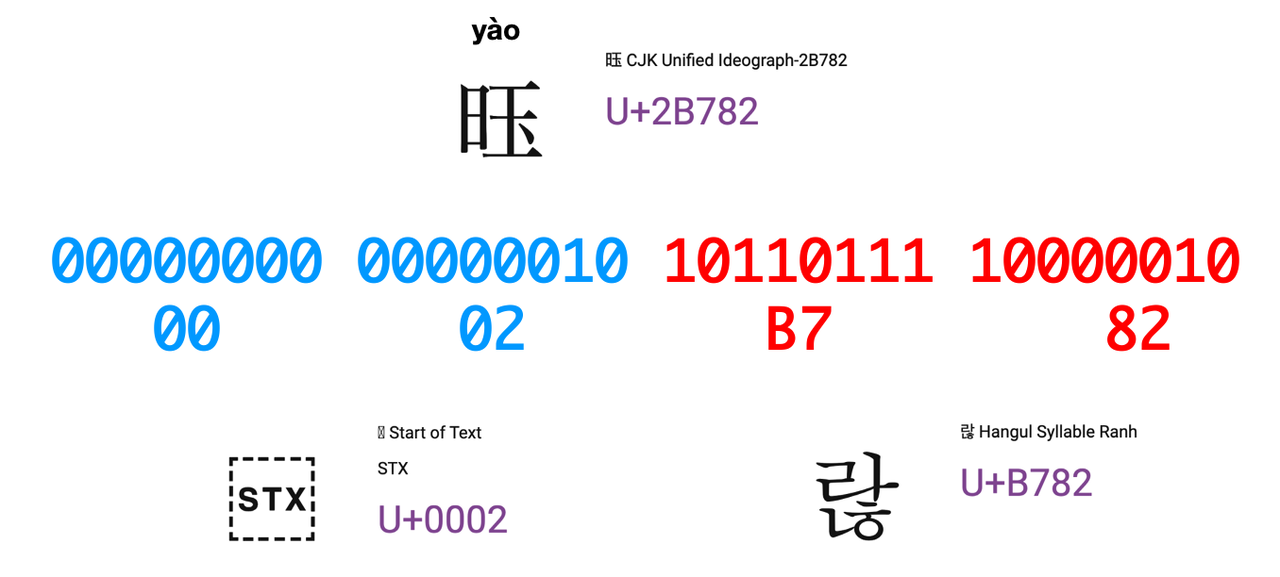 yào
𫞂 CJK Unified Ideograph-2B782
U+2B782
𫞂
00000000 00000010 10110111 10000010
00 02 B7 82
Start of Text
STX
U+0002
STX
랂 Hangul Syllable Ranh
U+B782
랂